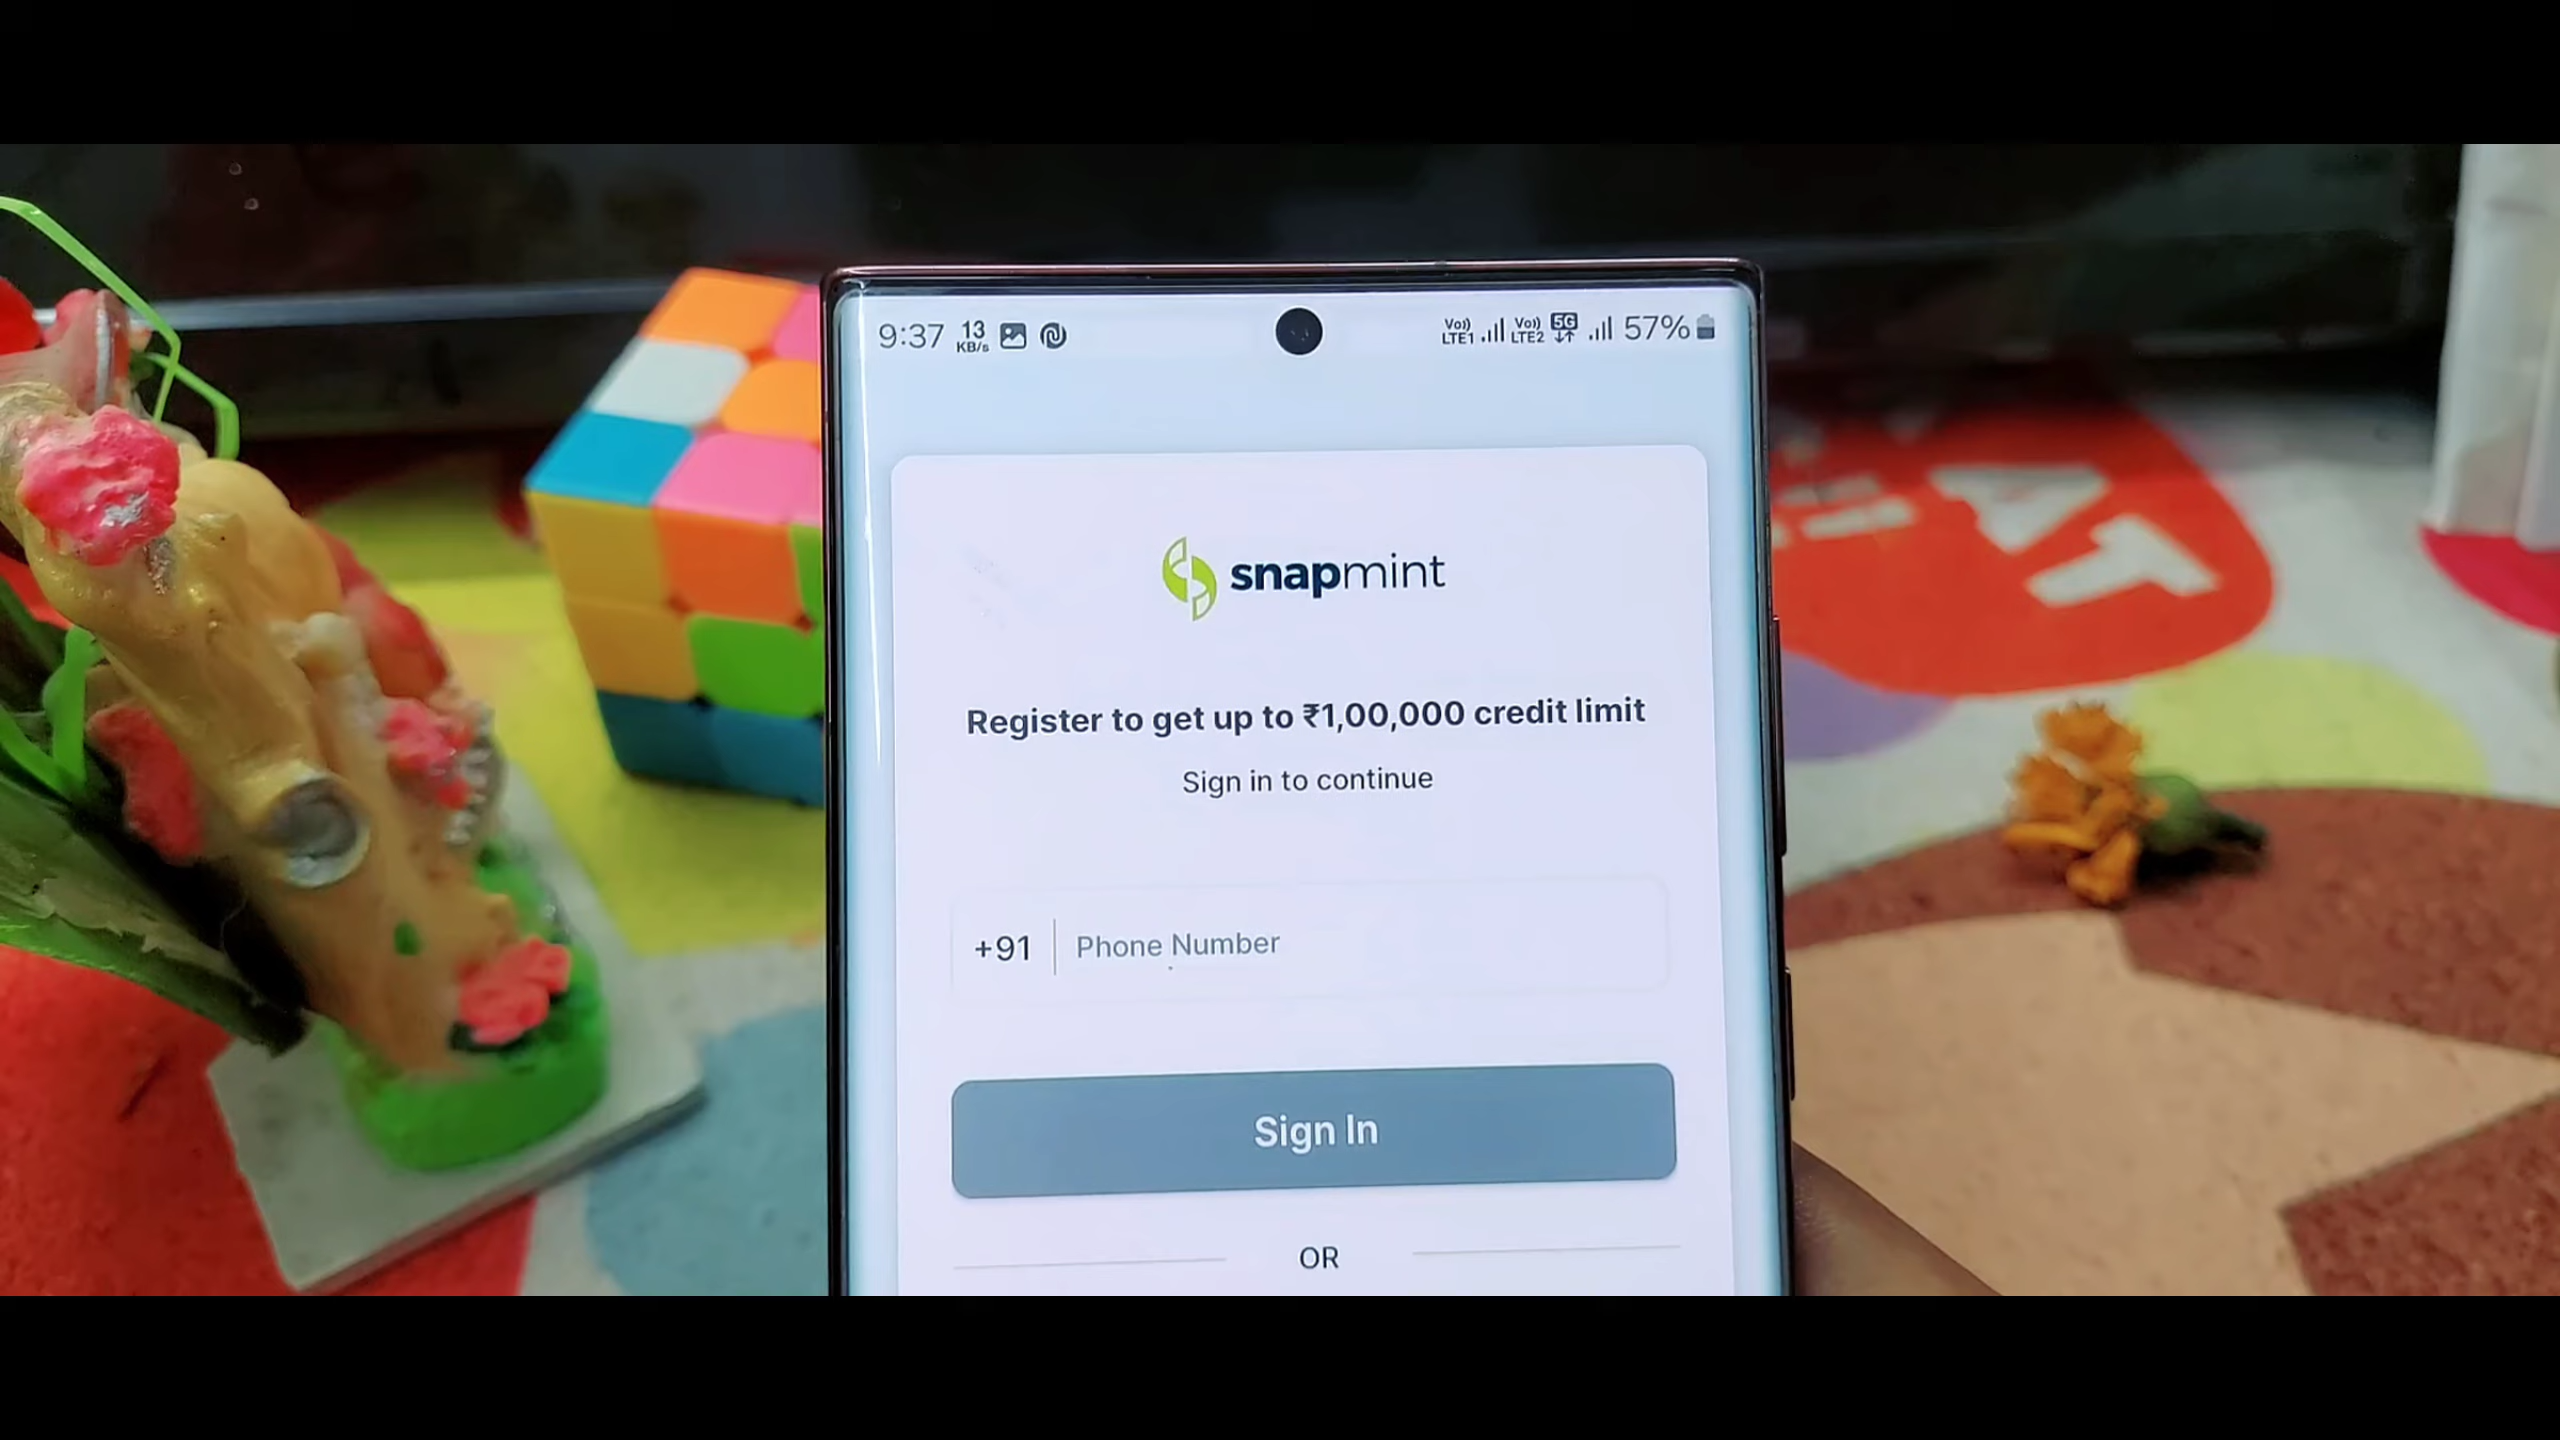 9:37 13 KB/s Vo)) LTE1 Vo)) LTE2 5G 57%
snapmint
Register to get up to ₹1,00,000 credit limit
Sign in to continue
+91 Phone Number
Sign In
OR